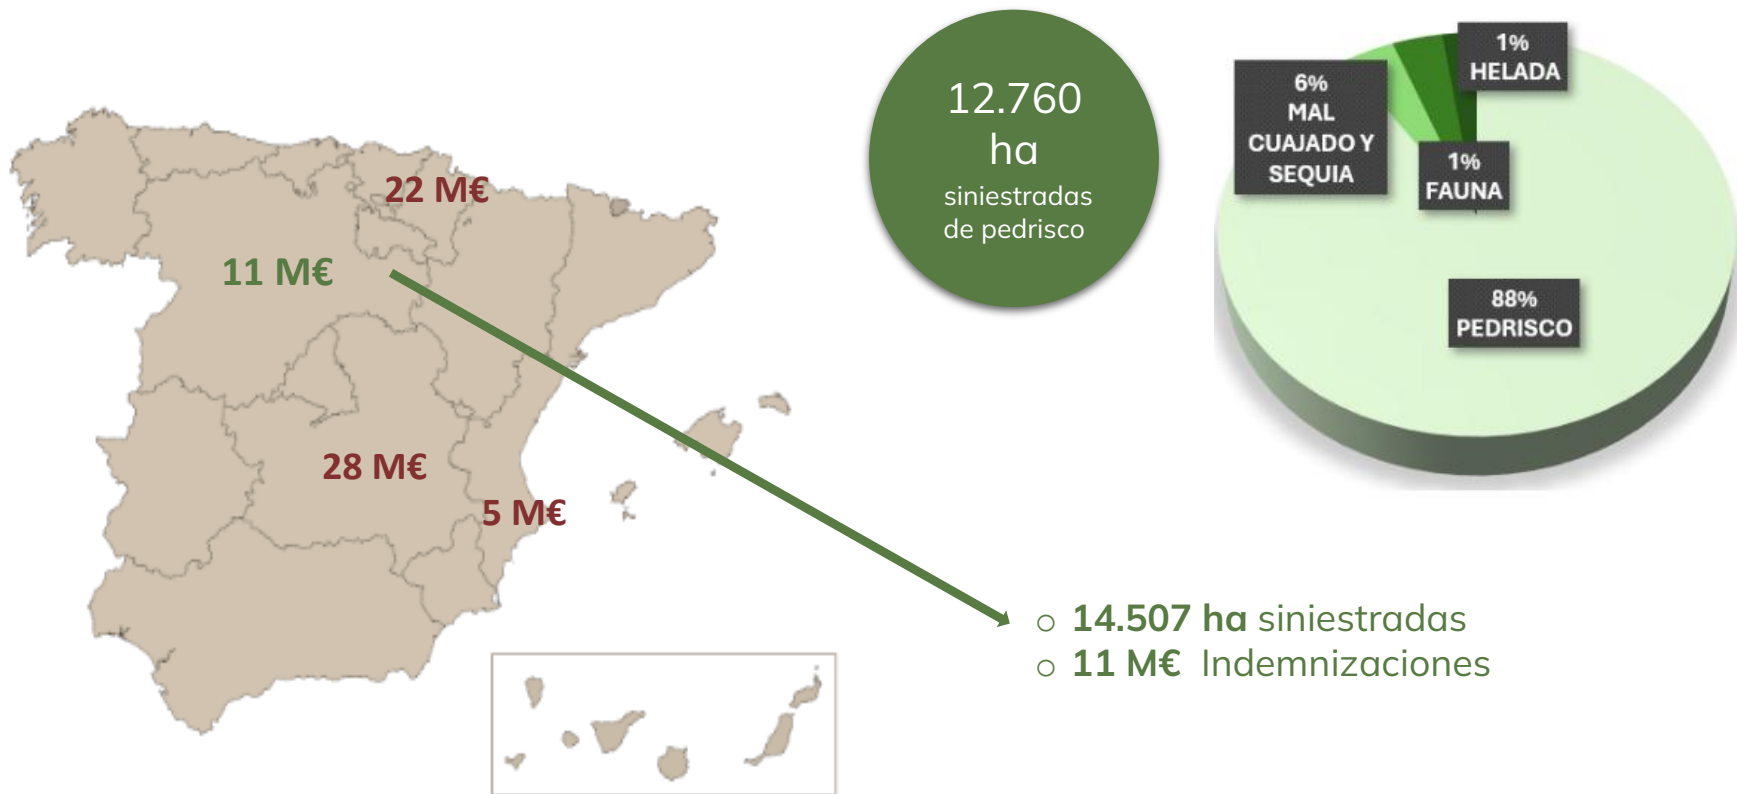 22 M€
11 M€
28 M€
5 M€
12.760
ha
siniestradas
de pedrisco
1%
HELADA
6%
MAL
CUAJADO Y
SEQUIA
1%
FAUNA
88%
PEDRISCO
o 14.507 ha siniestradas
o 11 M€ Indemnizaciones